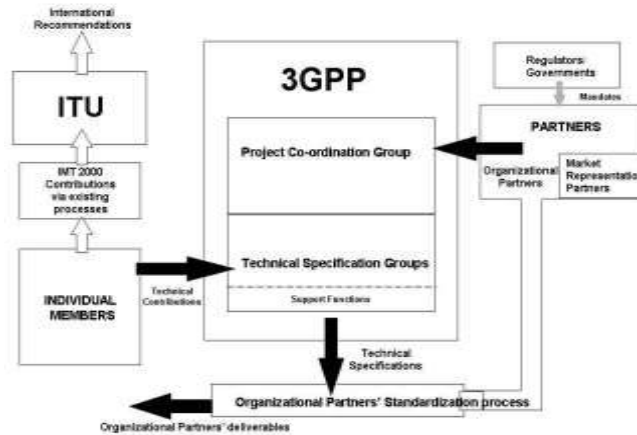 International
Recommendations
ITU
IMT 2000
Contributions
via existing
processes
INDIVIDUAL
MEMBERS
Technical
Contributions
3GPP
Project Co-ordination Group
Technical Specification Groups
Support Functions
Technical
Specifications
Regulators
Governments
Mandates
PARTNERS
Organizational
Partners
Market
Representation
Partners
Organizational Partners' Standardization process
Organizational Partners' deliverables